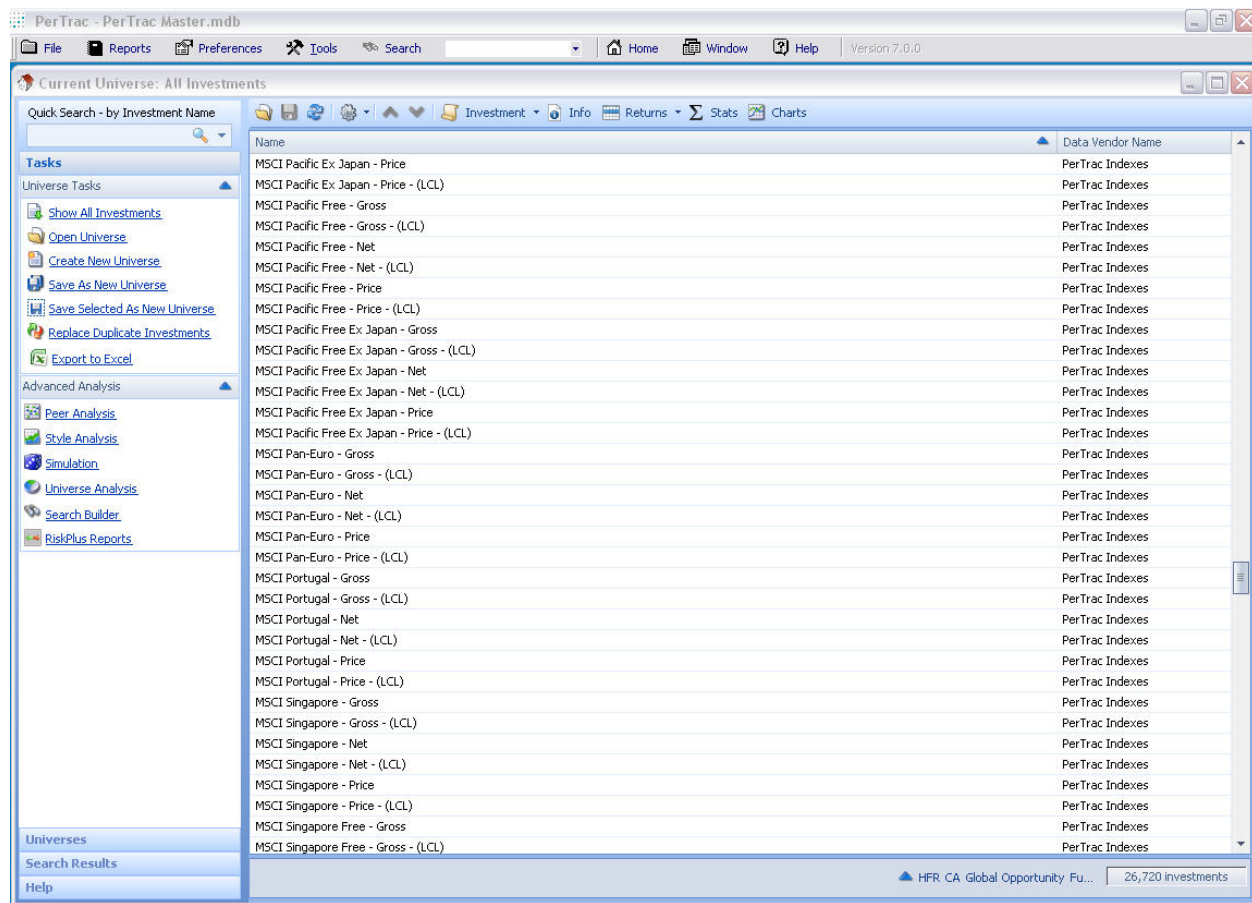 PerTrac - PerTrac Master.mdb
File Reports Preferences Tools Search Home Window Help Version 7.0.0
Current Universe: All Investments
Quick Search - by Investment Name
Investment Info Returns Stats Charts
Tasks
Universe Tasks
Show All Investments
Open Universe
Create New Universe
Save As New Universe
Save Selected As New Universe
Replace Duplicate Investments
Export to Excel
Advanced Analysis
Peer Analysis
Style Analysis
Simulation
Universe Analysis
Search Builder
RiskPlus Reports
Universes
Search Results
Help
Name Data Vendor Name
MSCI Pacific Ex Japan - Price PerTrac Indexes
MSCI Pacific Ex Japan - Price - (LCL) PerTrac Indexes
MSCI Pacific Free - Gross PerTrac Indexes
MSCI Pacific Free - Gross - (LCL) PerTrac Indexes
MSCI Pacific Free - Net PerTrac Indexes
MSCI Pacific Free - Net - (LCL) PerTrac Indexes
MSCI Pacific Free - Price PerTrac Indexes
MSCI Pacific Free - Price - (LCL) PerTrac Indexes
MSCI Pacific Free Ex Japan - Gross PerTrac Indexes
MSCI Pacific Free Ex Japan - Gross - (LCL) PerTrac Indexes
MSCI Pacific Free Ex Japan - Net PerTrac Indexes
MSCI Pacific Free Ex Japan - Net - (LCL) PerTrac Indexes
MSCI Pacific Free Ex Japan - Price PerTrac Indexes
MSCI Pacific Free Ex Japan - Price - (LCL) PerTrac Indexes
MSCI Pan-Euro - Gross PerTrac Indexes
MSCI Pan-Euro - Gross - (LCL) PerTrac Indexes
MSCI Pan-Euro - Net PerTrac Indexes
MSCI Pan-Euro - Net - (LCL) PerTrac Indexes
MSCI Pan-Euro - Price PerTrac Indexes
MSCI Pan-Euro - Price - (LCL) PerTrac Indexes
MSCI Portugal - Gross PerTrac Indexes
MSCI Portugal - Gross - (LCL) PerTrac Indexes
MSCI Portugal - Net PerTrac Indexes
MSCI Portugal - Net - (LCL) PerTrac Indexes
MSCI Portugal - Price PerTrac Indexes
MSCI Portugal - Price - (LCL) PerTrac Indexes
MSCI Singapore - Gross PerTrac Indexes
MSCI Singapore - Gross - (LCL) PerTrac Indexes
MSCI Singapore - Net PerTrac Indexes
MSCI Singapore - Net - (LCL) PerTrac Indexes
MSCI Singapore - Price PerTrac Indexes
MSCI Singapore - Price - (LCL) PerTrac Indexes
MSCI Singapore Free - Gross PerTrac Indexes
MSCI Singapore Free - Gross - (LCL) PerTrac Indexes
HFR CA Global Opportunity Fu... 26,720 investments